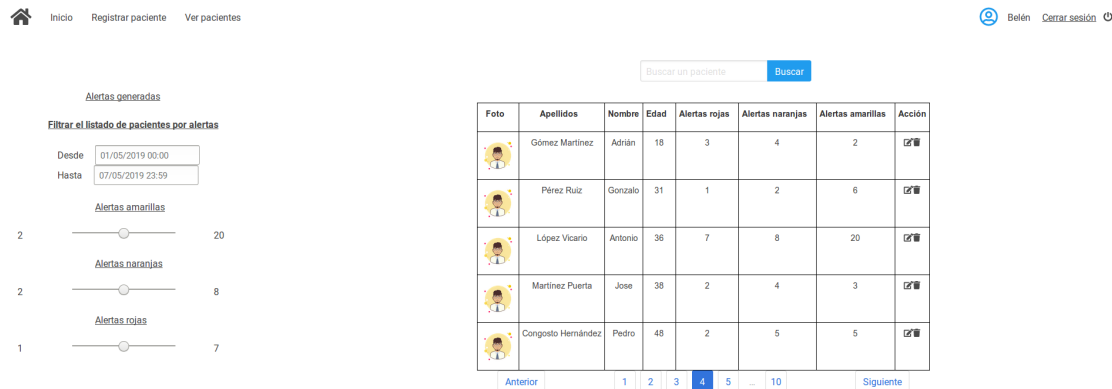 Inicio Registrar paciente Ver pacientes Belén Cerrar sesión
Buscar un paciente Buscar
Alertas generadas
Filtrar el listado de pacientes por alertas
Desde 01/05/2019 00:00
Hasta 07/05/2019 23:59
Alertas amarillas
2 20
Alertas naranjas
2 8
Alertas rojas
1 7
Foto Apellidos Nombre Edad Alertas rojas Alertas naranjas Alertas amarillas Acción
Gómez Martínez Adrián 18 3 4 2
Pérez Ruiz Gonzalo 31 1 2 6
López Vicario Antonio 36 7 8 20
Martínez Puerta Jose 38 2 4 3
Congosto Hernández Pedro 48 2 5 5
Anterior 1 2 3 4 5 ... 10 Siguiente